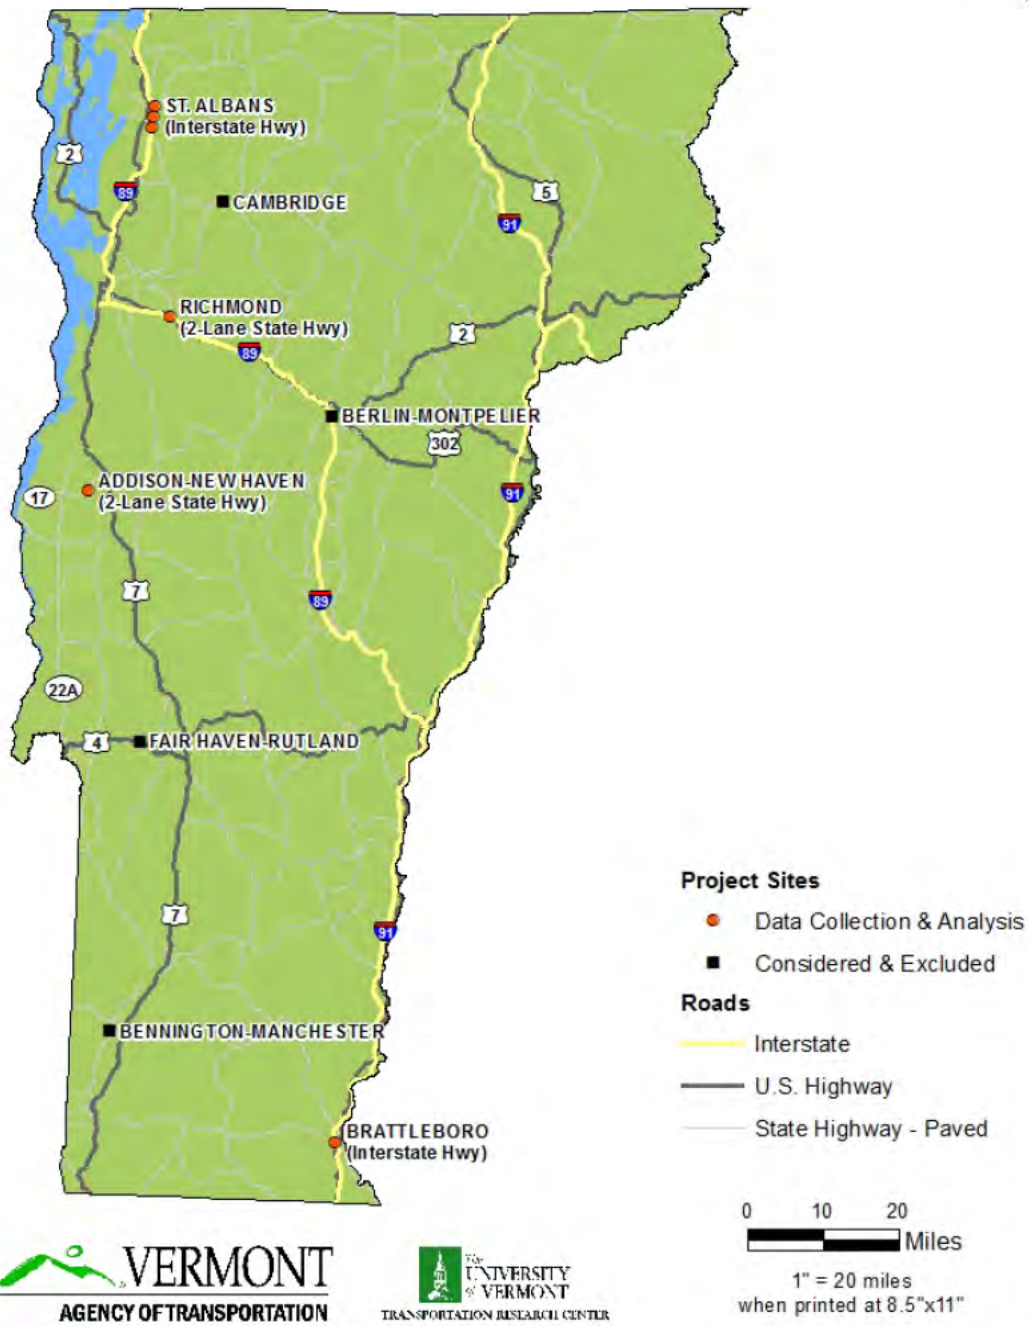 ST. ALBANS
(Interstate Hwy)
2
89
CAMBRIDGE
5
91
RICHMOND
(2-Lane State Hwy)
2
89
BERLIN-MONTPELIER
302
ADDISON-NEW HAVEN
(2-Lane State Hwy)
17
91
7
89
22A
4
FAIR HAVEN-RUTLAND
7
91
BENNINGTON-MANCHESTER
BRATTLEBORO
(Interstate Hwy)
Project Sites
Data Collection & Analysis
Considered & Excluded
Roads
Interstate
U.S. Highway
State Highway - Paved
0 10 20
Miles
1" = 20 miles
when printed at 8.5"x11"
VERMONT
AGENCY OF TRANSPORTATION
The
UNIVERSITY
of VERMONT
TRANSPORTATION RESEARCH CENTER